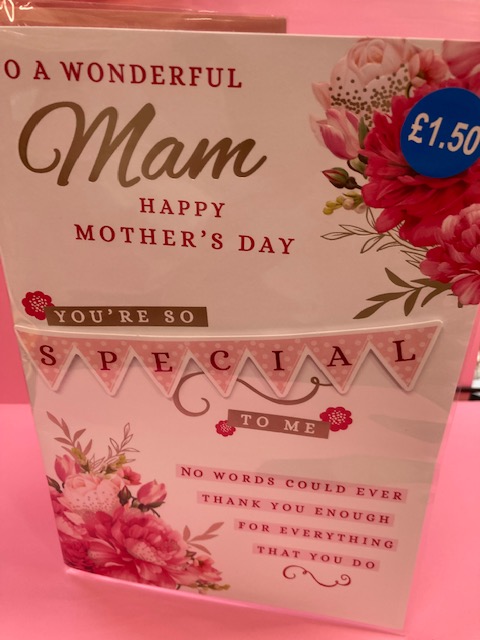 O A WONDERFUL
Mam
HAPPY
MOTHER'S DAY
£1.50
YOU'RE SO
SPECIAL
TO ME
NO WORDS COULD EVER
THANK YOU ENOUGH
FOR EVERYTHING
THAT YOU DO